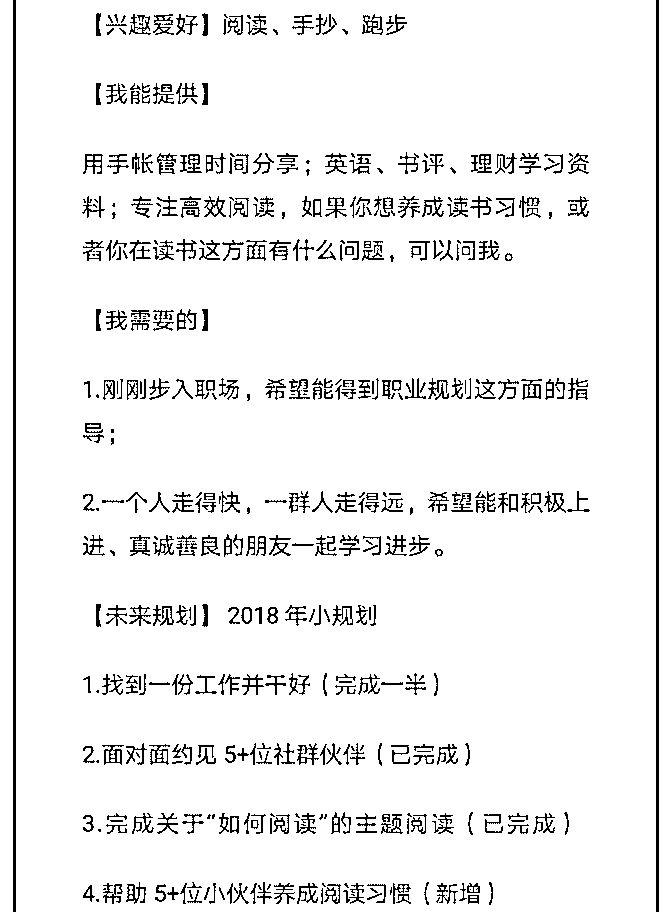 【兴趣爱好】阅读、手抄、跑步
【我能提供】
用手帐管理时间分享；英语、书评、理财学习资
料；专注高效阅读，如果你想养成读书习惯，或
者你在读书这方面有什么问题，可以问我。
【我需要的】
1.刚刚步入职场，希望能得到职业规划这方面的指
导；
2.一个人走得快，一群人走得远，希望能和积极上
进、真诚善良的朋友一起学习进步。
【未来规划】 2018 年小规划
1.找到一份工作并干好（完成一半）
2.面对面约见 5+位社群伙伴（已完成）
3.完成关于“如何阅读”的主题阅读（已完成）
4.帮助 5+位小伙伴养成阅读习惯（新增）